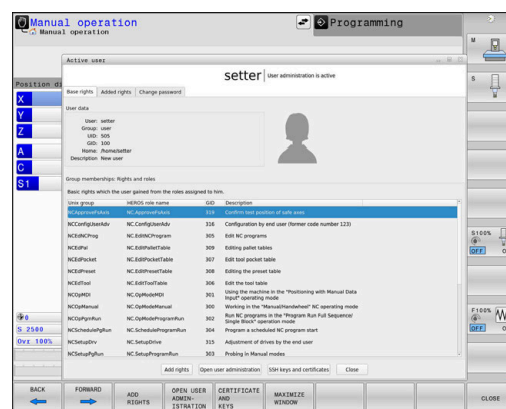 Manual operation
Manual operation
Programming
Active user
setter
User administration is active
Position di
Base rights
Added rights
Change password
User data
User: setter
Group: user
UID: 505
GID: 100
Home: /home/setter
Description New user
X
Y
Z
A
C
S1
Group memberships: Rights and roles
Basic rights which the user gained from the roles assigned to him.
Unix group HEROS role name GID Description
NCApproveFsAxis NC.ApproveFsAxis 319 Confirm test position of safe axes
NCConfigUserAdv NC.ConfigUserAdv 316 Configuration by end user (former code number 123)
NCEdNCProg NC.EditNCProgram 305 Edit NC programs
NCEdPal NC.EditPalletTable 309 Editing pallet tables
NCEdPocket NC.EditPocketTable 307 Edit tool pocket table
NCEdPreset NC.EditPresetTable 308 Editing the preset table
NCEdTool NC.EditToolTable 306 Edit the tool table
NCOpMDI NC.OpModeMDI 301 Using the machine in the "Positioning with Manual Data
Input" operating mode
NCOpManual NC.OpModeManual 300 Working in the "Manual/Handwheel" NC operating mode
NCOpPgmRun NC.OpModeProgramRun 302 Run NC programs in the "Program Run Full Sequence/
Single Block" operating mode
NCSchedulePgRun NC.ScheduleProgramRun 304 Program a scheduled NC program start
NCSetupDrv NC.SetupDrive 315 Adjustment of drives by the end user
NCSetupPgRun NC.SetupProgramRun 303 Probing in Manual modes
0
S 2500
Ovr 100%
Add rights
Open user administration
SSH keys and certificates
Close
M
S
S100%
OFF
F100%
OFF
BACK
FORWARD
ADD
RIGHTS
OPEN USER
ADMIN-
ISTRATION
CERTIFICATE
AND
KEYS
MAXIMIZE
WINDOW
CLOSE